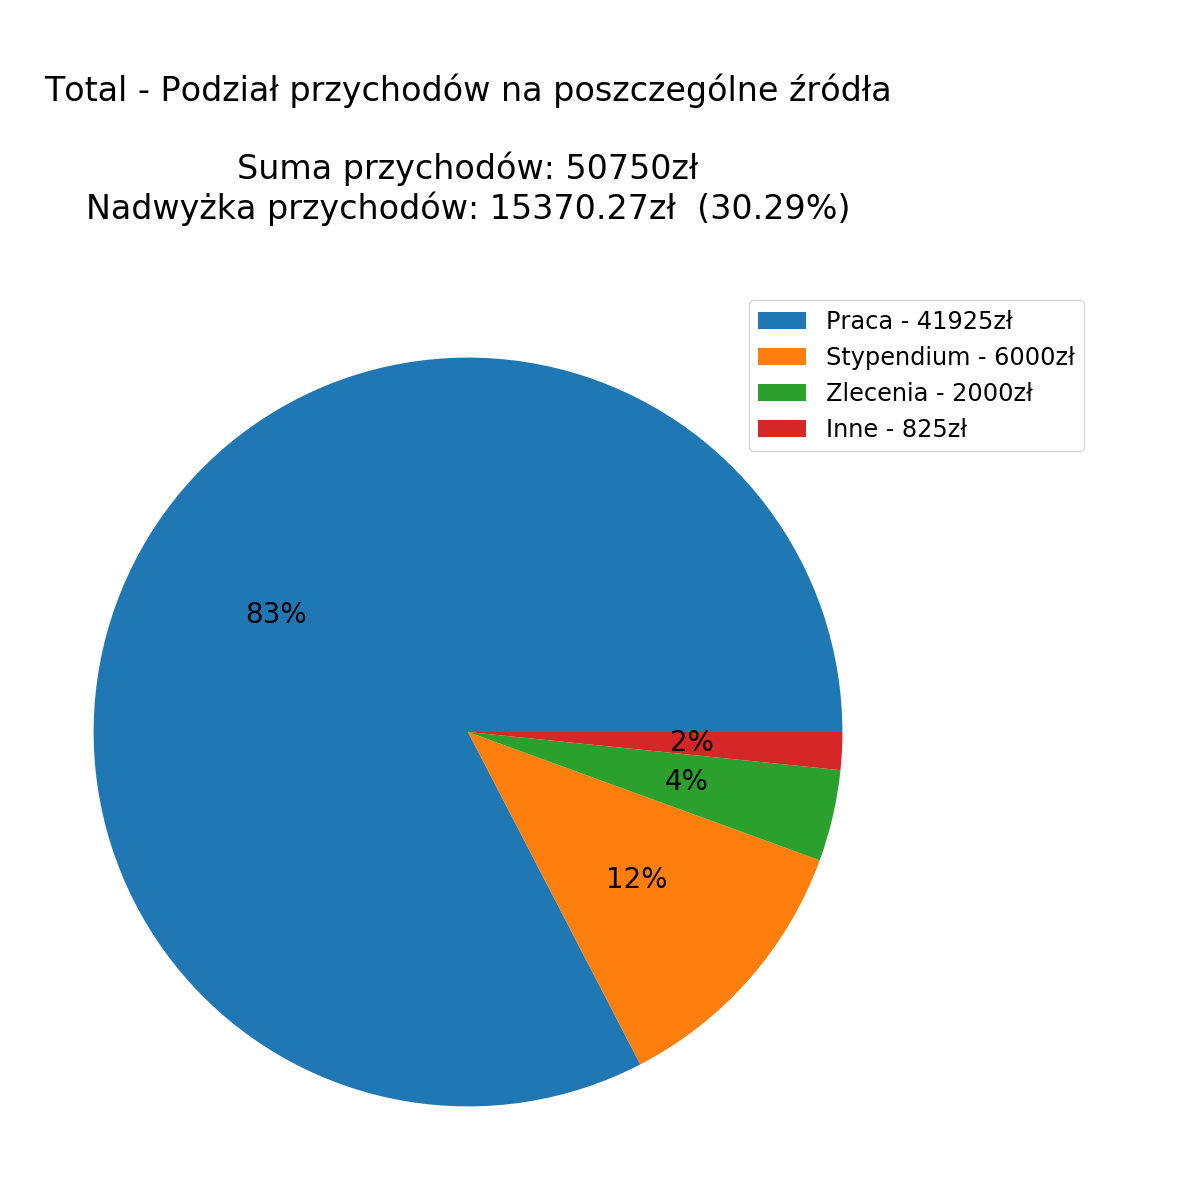 Total - Podział przychodów na poszczególne źródła
Suma przychodów: 50750zł
Nadwyżka przychodów: 15370.27zł  (30.29%)
Praca - 41925zł
Stypendium - 6000zł
Zlecenia - 2000zł
Inne - 825zł
83%
2%
4%
12%